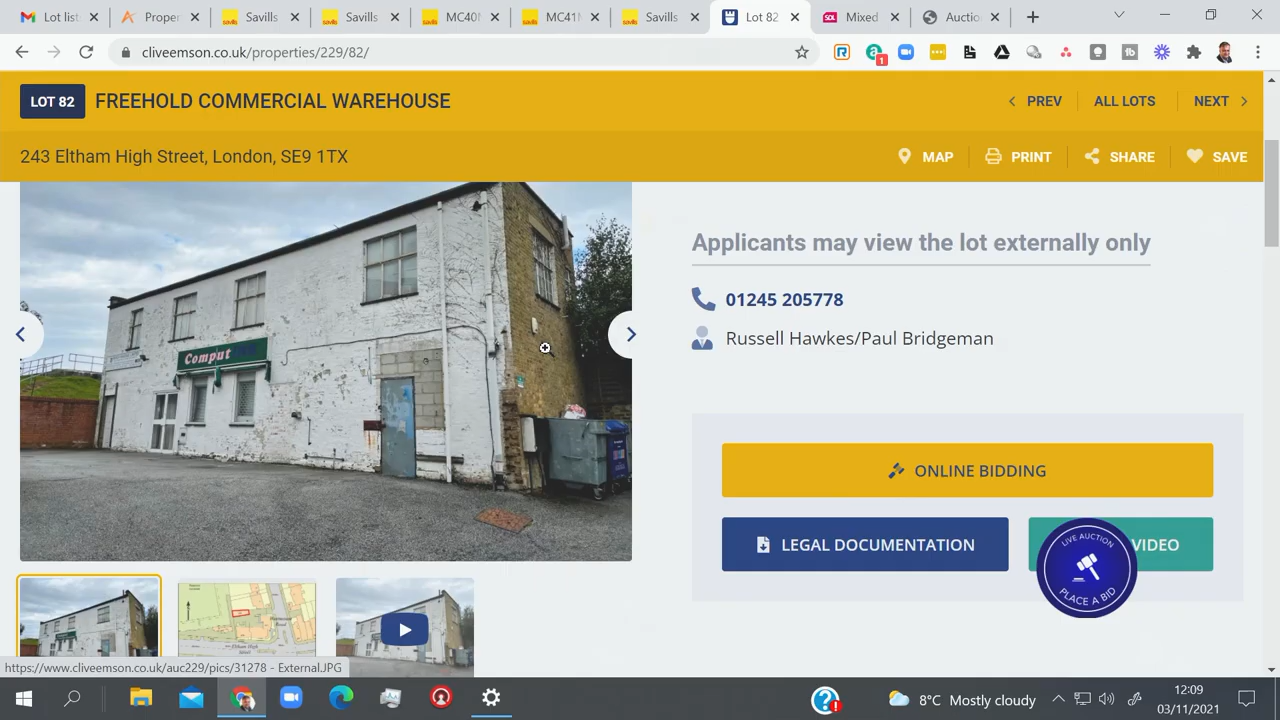 Lot list
Proper
Savills
Savills
MC40
MC41
Savills
Lot 82
Mixed
Auctio
cliveemson.co.uk/properties/229/82/
LOT 82
FREEHOLD COMMERCIAL WAREHOUSE
PREV
ALL LOTS
NEXT
243 Eltham High Street, London, SE9 1TX
MAP
PRINT
SHARE
SAVE
Applicants may view the lot externally only
01245 205778
Russell Hawkes/Paul Bridgeman
Comput
ONLINE BIDDING
LEGAL DOCUMENTATION
VIDEO
LIVE AUCTION
PLACE A BID
https://www.cliveemson.co.uk/auc229/pics/31278 - External.JPG
8°C Mostly cloudy
12:09
03/11/2021